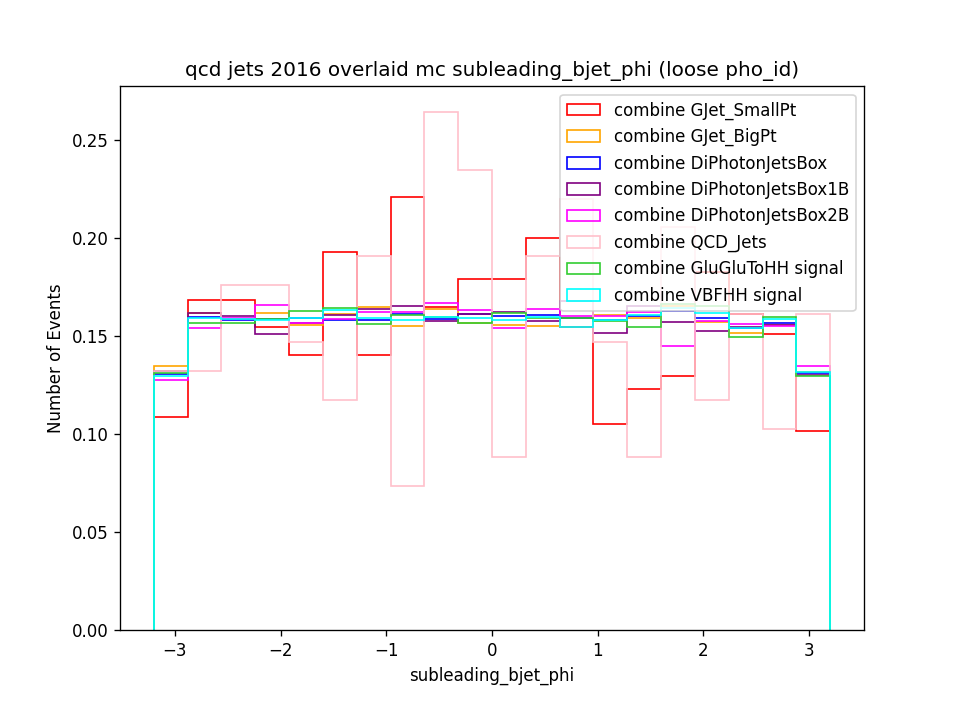 qcd jets 2016 overlaid mc subleading_bjet_phi (loose pho_id)
combine GJet_SmallPt
combine GJet_BigPt
combine DiPhotonJetsBox
combine DiPhotonJetsBox1B
combine DiPhotonJetsBox2B
combine QCD_Jets
combine GluGluToHH signal
combine VBFHH signal
Number of Events
0.25
0.20
0.15
0.10
0.05
0.00
−3 −2 −1 0 1 2 3
subleading_bjet_phi